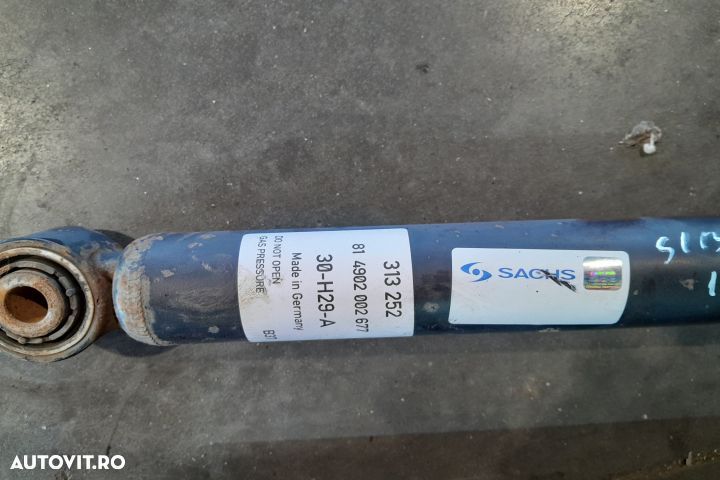 313 252
81 4902 002 677
30-H29-A
Made in Germany
DO NOT OPEN
GAS PRESSURE
SACHS
AUTOVIT.RO